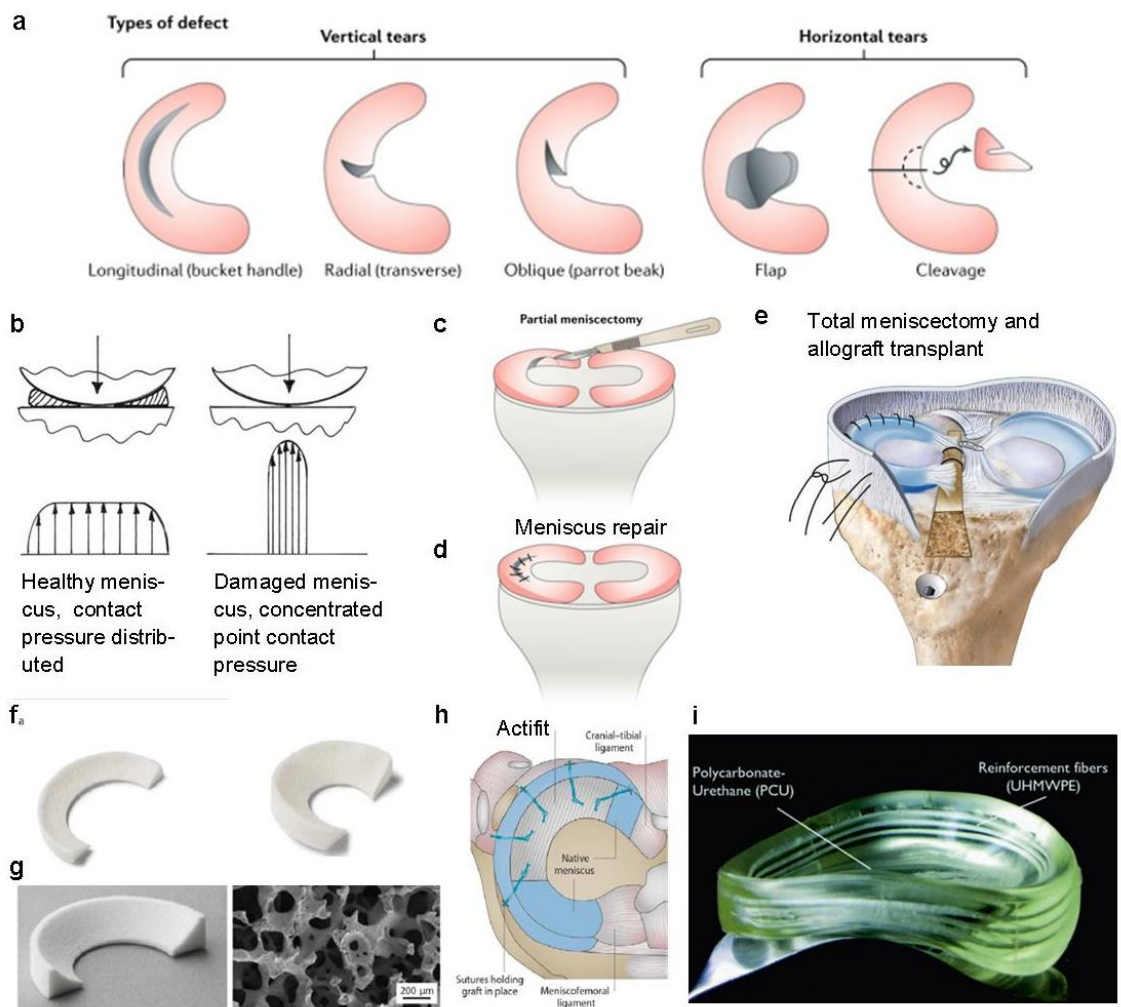 a
Types of defect
Vertical tears
Horizontal tears
Longitudinal (bucket handle)
Radial (transverse)
Oblique (parrot beak)
Flap
Cleavage
b
Healthy menis-
cus, contact
pressure distrib-
uted
Damaged menis-
cus, concentrated
point contact
pressure
c
Partial meniscectomy
d
Meniscus repair
e
Total meniscectomy and
allograft transplant
f
a
g
200 µm
h
Actifit
Cranial–tibial
ligament
Native
meniscus
Sutures holding
graft in place
Meniscofemoral
ligament
i
Polycarbonate-
Urethane (PCU)
Reinforcement fibers
(UHMWPE)